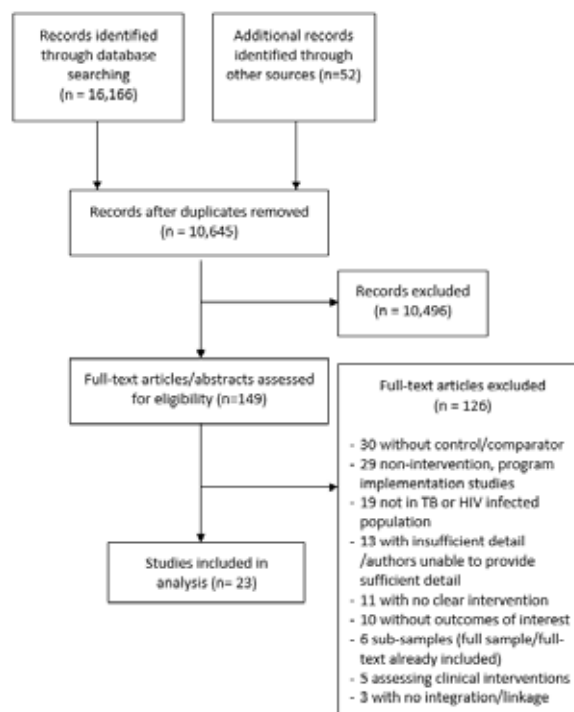 Records identified
through database
searching
(n = 16,166)
Additional records
identified through
other sources (n=52)
Records after duplicates removed
(n = 10,645)
Records excluded
(n = 10,496)
Full-text articles/abstracts assessed
for eligibility (n=149)
Full-text articles excluded
(n = 126)
- 30 without control/comparator
- 29 non-intervention, program
implementation studies
- 19 not in TB or HIV infected
population
- 13 with insufficient detail
/authors unable to provide
sufficient detail
- 11 with no clear intervention
- 10 without outcomes of interest
- 6 sub-samples (full sample/full-
text already included)
- 5 assessing clinical interventions
- 3 with no integration/linkage
Studies included in
analysis (n= 23)